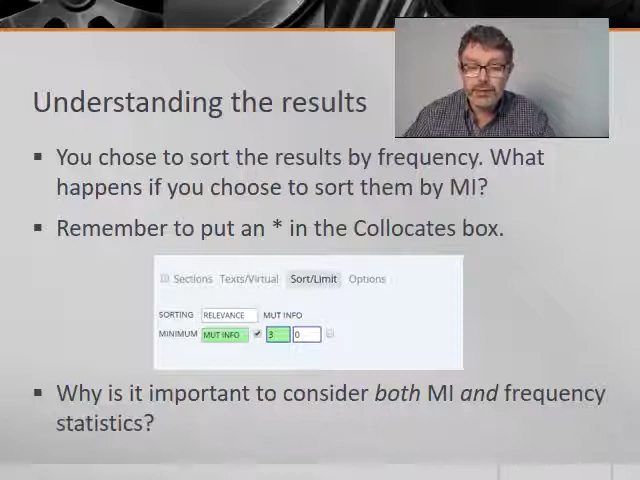 Understanding the results
▪ You chose to sort the results by frequency. What
happens if you choose to sort them by MI?
▪ Remember to put an * in the Collocates box.
Sections Texts/Virtual Sort/Limit Options
SORTING RELEVANCE MUT INFO
MINIMUM MUT INFO 3 0
▪ Why is it important to consider both MI and frequency
statistics?